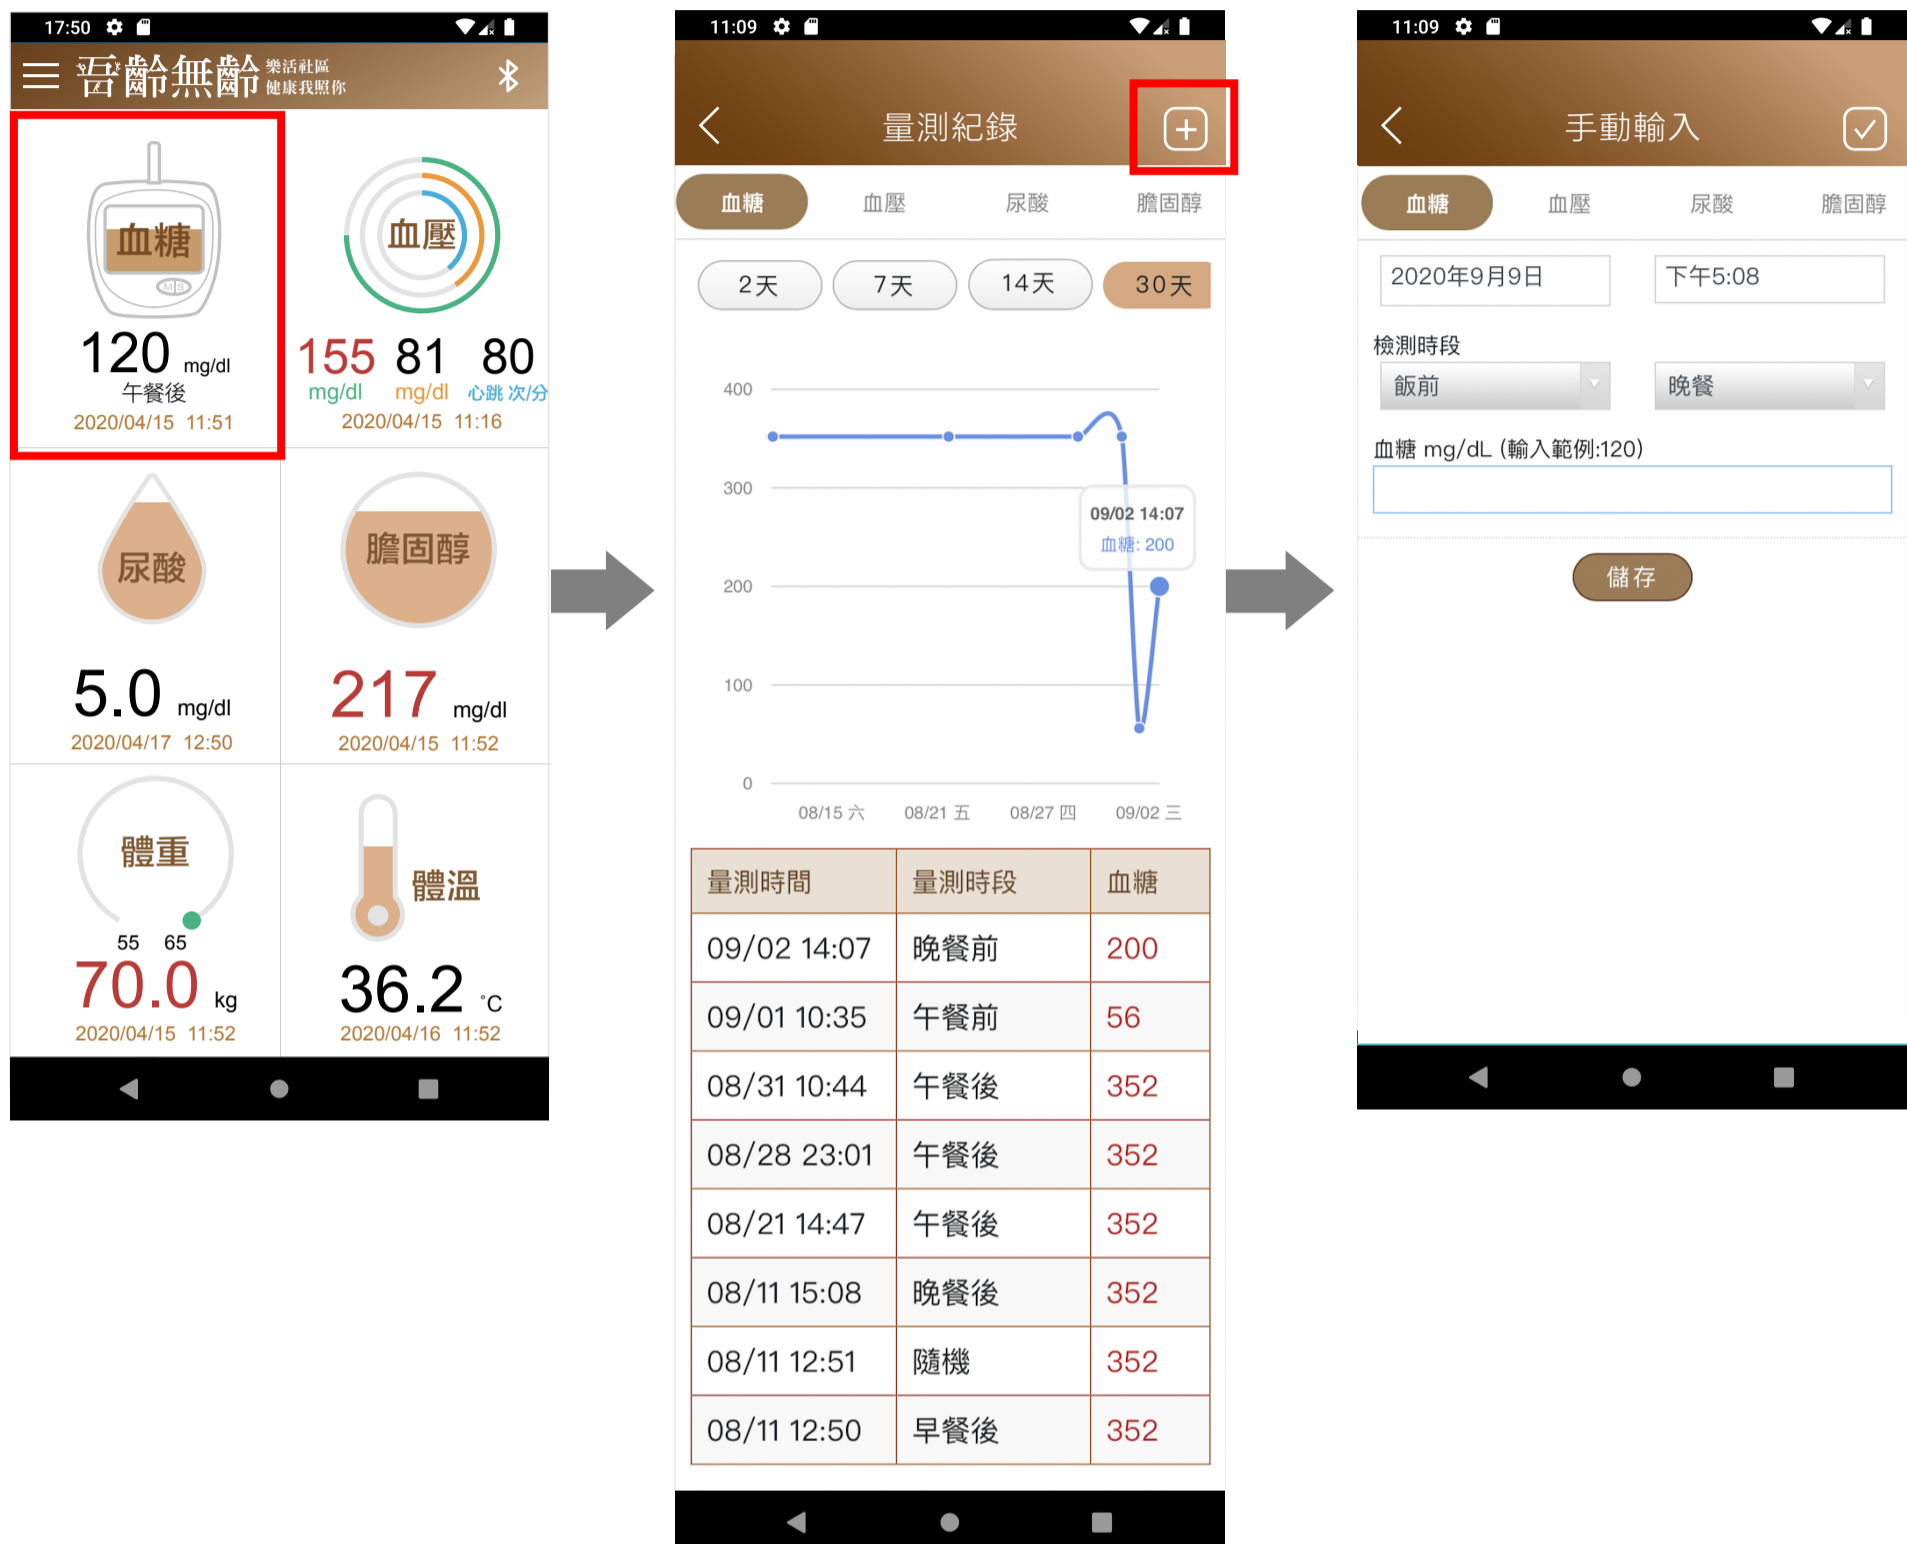 17:50
吾齡無齡 樂活社區
健康我照你
血糖
M S
120 mg/dl
午餐後
2020/04/15 11:51
血壓
155 81 80
mg/dl mg/dl 心跳 次/分
2020/04/15 11:16
尿酸
5.0 mg/dl
2020/04/17 12:50
膽固醇
217 mg/dl
2020/04/15 11:52
體重
55 65
70.0 kg
2020/04/15 11:52
體溫
36.2 °C
2020/04/16 11:52
11:09
量測紀錄
血糖 血壓 尿酸 膽固醇
2天 7天 14天 30天
400
300
09/02 14:07
血糖: 200
200
100
0
08/15 六 08/21 五 08/27 四 09/02 三
量測時間 量測時段 血糖
09/02 14:07 晚餐前 200
09/01 10:35 午餐前 56
08/31 10:44 午餐後 352
08/28 23:01 午餐後 352
08/21 14:47 午餐後 352
08/11 15:08 晚餐後 352
08/11 12:51 隨機 352
08/11 12:50 早餐後 352
11:09
手動輸入
血糖 血壓 尿酸 膽固醇
2020年9月9日 下午5:08
檢測時段
飯前 晚餐
血糖 mg/dL (輸入範例:120)
儲存